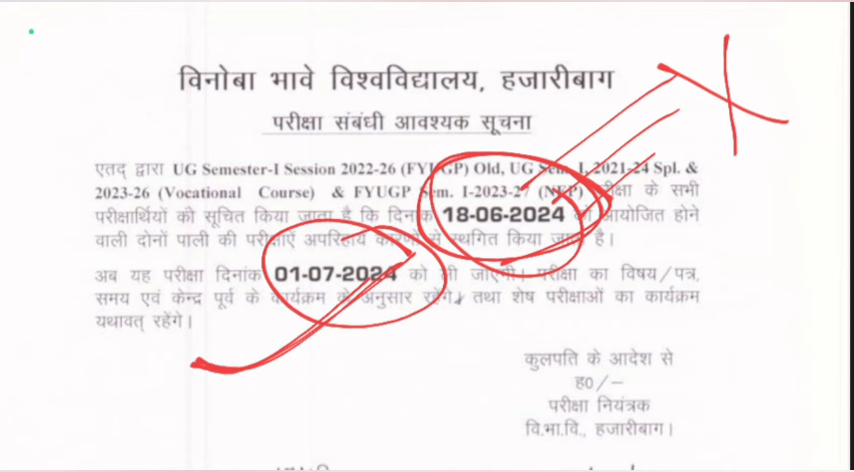 विनोबा भावे विश्वविद्यालय, हजारीबाग
परीक्षा संबंधी आवश्यक सूचना
एतद् द्वारा UG Semester-I Session 2022-26 (FYUGP) Old, UG Sem. I, 2021-24 Spl. &
2023-26 (Vocational Course) & FYUGP Sem. I-2023-27 (NEP) परीक्षा के सभी
परीक्षार्थियों को सूचित किया जाता है कि दिनांक 18-06-2024 को आयोजित होने
वाली दोनों पाली की परीक्षाएँ अपरिहार्य कारणों से स्थगित किया जाता है।
अब यह परीक्षा दिनांक 01-07-2024 को ली जाएगी। परीक्षा का विषय/पत्र,
समय एवं केन्द्र पूर्व के कार्यक्रम के अनुसार रहेंगे, तथा शेष परीक्षाओं का कार्यक्रम
यथावत् रहेंगे।
कुलपति के आदेश से
ह०/–
परीक्षा नियंत्रक
वि.भा.वि., हजारीबाग।